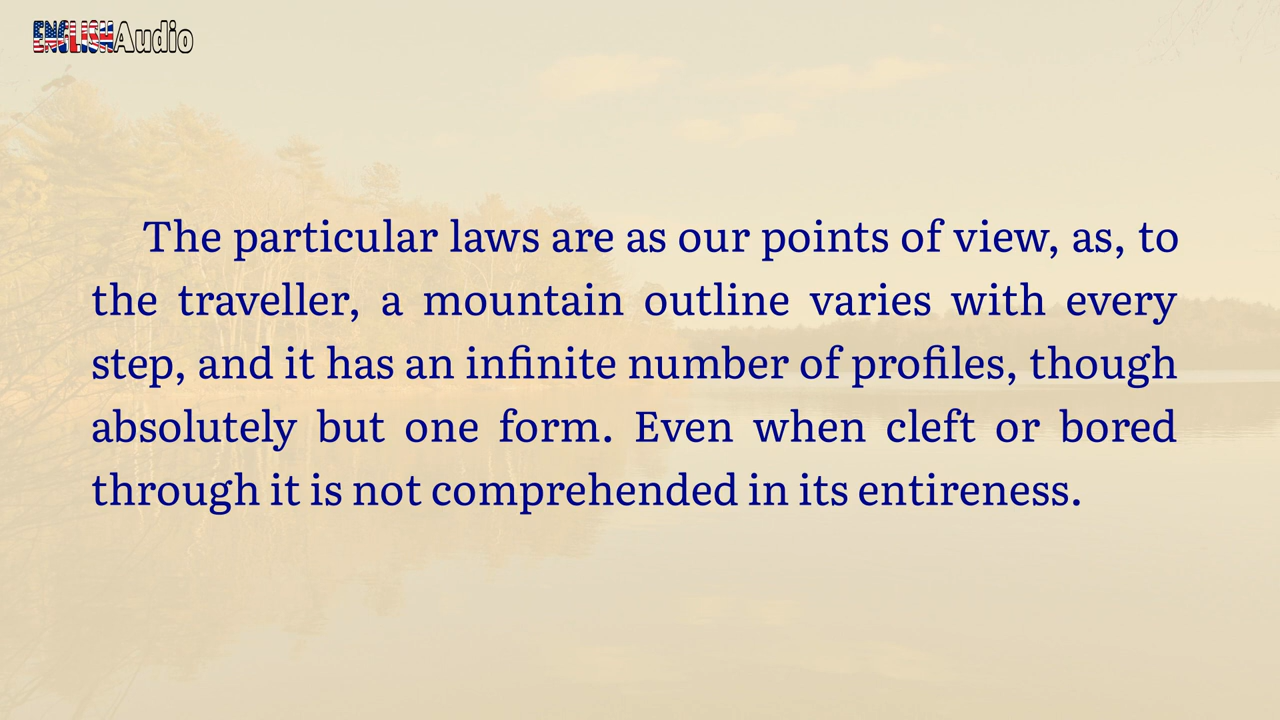 ENGLISHAudio
The particular laws are as our points of view, as, to
the traveller, a mountain outline varies with every
step, and it has an infinite number of profiles, though
absolutely but one form. Even when cleft or bored
through it is not comprehended in its entireness.